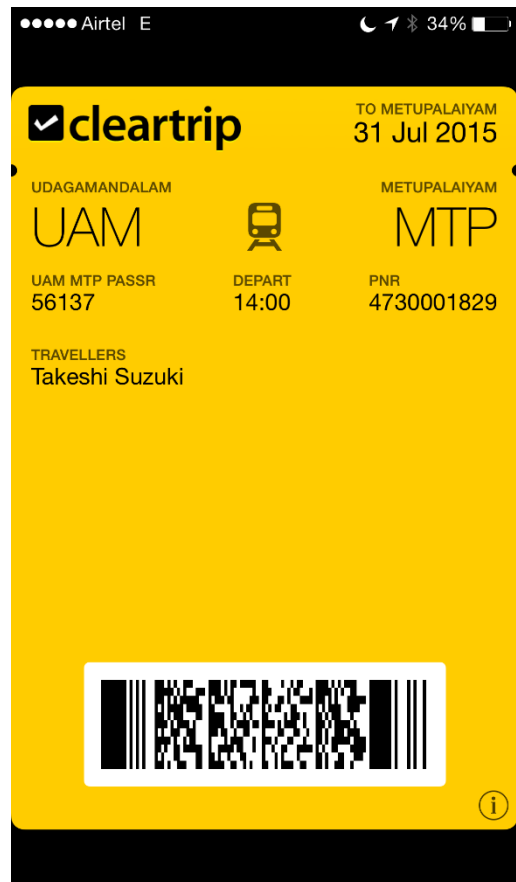 Airtel E 34%
cleartrip
TO METUPALAIYAM
31 Jul 2015
UDAGAMANDALAM METUPALAIYAM
UAM MTP
UAM MTP PASSR DEPART PNR
56137 14:00 4730001829
TRAVELLERS
Takeshi Suzuki
i